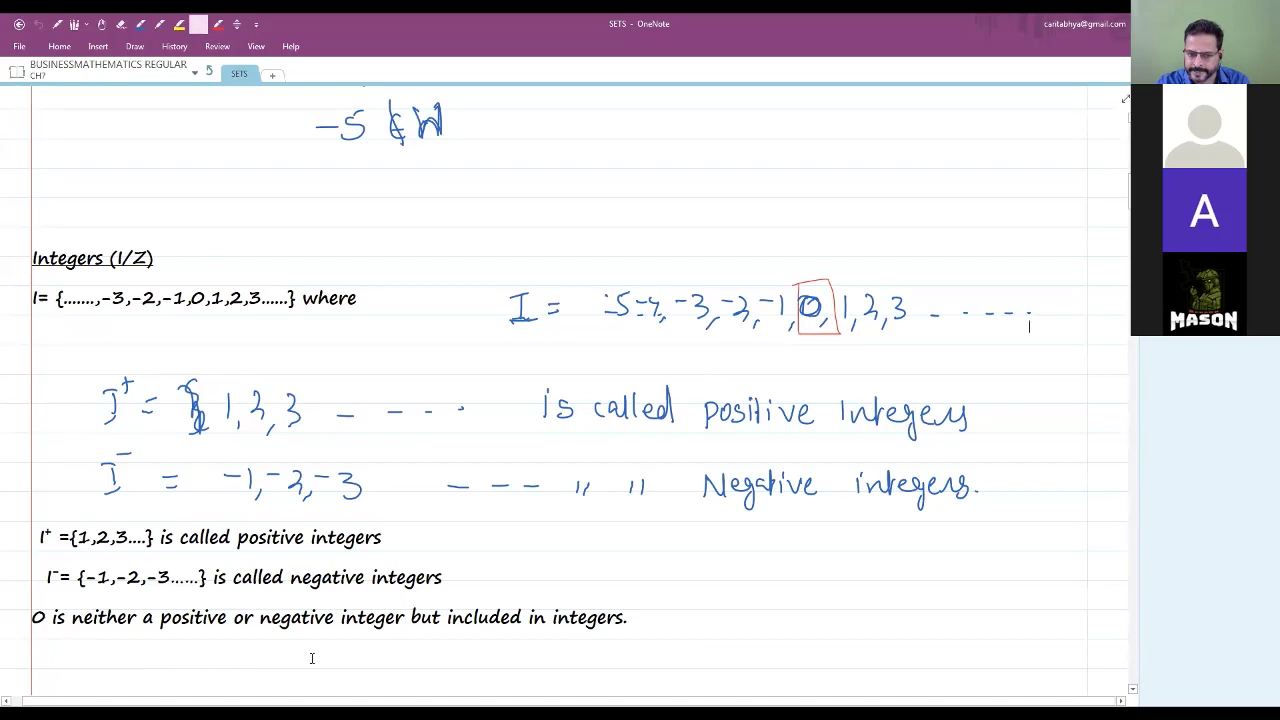 SETS - OneNote
cantabhya@gmail.com
File Home Insert Draw History Review View Help
BUSINESSMATHEMATICS REGULAR
CH7
SETS
-5 ∉ W
Integers (I/Z)
I= {.......,-3,-2,-1,0,1,2,3......} where
I = -5 -4, -3, -2, -1, 0, 1, 2, 3 - - - - - .
I⁺ = { 1, 2, 3 - - - - . is called positive Integers
I⁻ = -1, -2, -3 - - - - ,, ,, Negative integers.
I⁺ ={1,2,3....} is called positive integers
I⁻= {-1,-2,-3......} is called negative integers
0 is neither a positive or negative integer but included in integers.
A
MASON